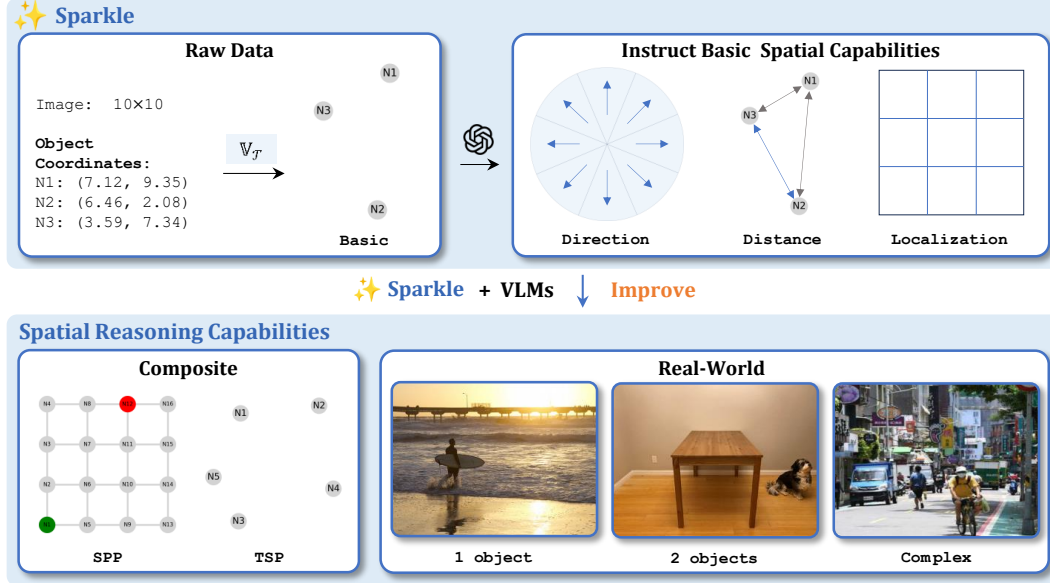 ✨ Sparkle
Raw Data
Image: 10×10
Object
Coordinates:
N1: (7.12, 9.35)
N2: (6.46, 2.08)
N3: (3.59, 7.34)
𝕍𝒯
N1
N3
N2
Basic
Instruct Basic Spatial Capabilities
N1
N3
N2
Direction
Distance
Localization
✨ Sparkle + VLMs ↓ Improve
Spatial Reasoning Capabilities
Composite
N4 N8 N12 N16
N3 N7 N11 N15
N2 N6 N10 N14
N1 N5 N9 N13
SPP
N1
N2
N5
N4
N3
TSP
Real-World
1 object
2 objects
Complex